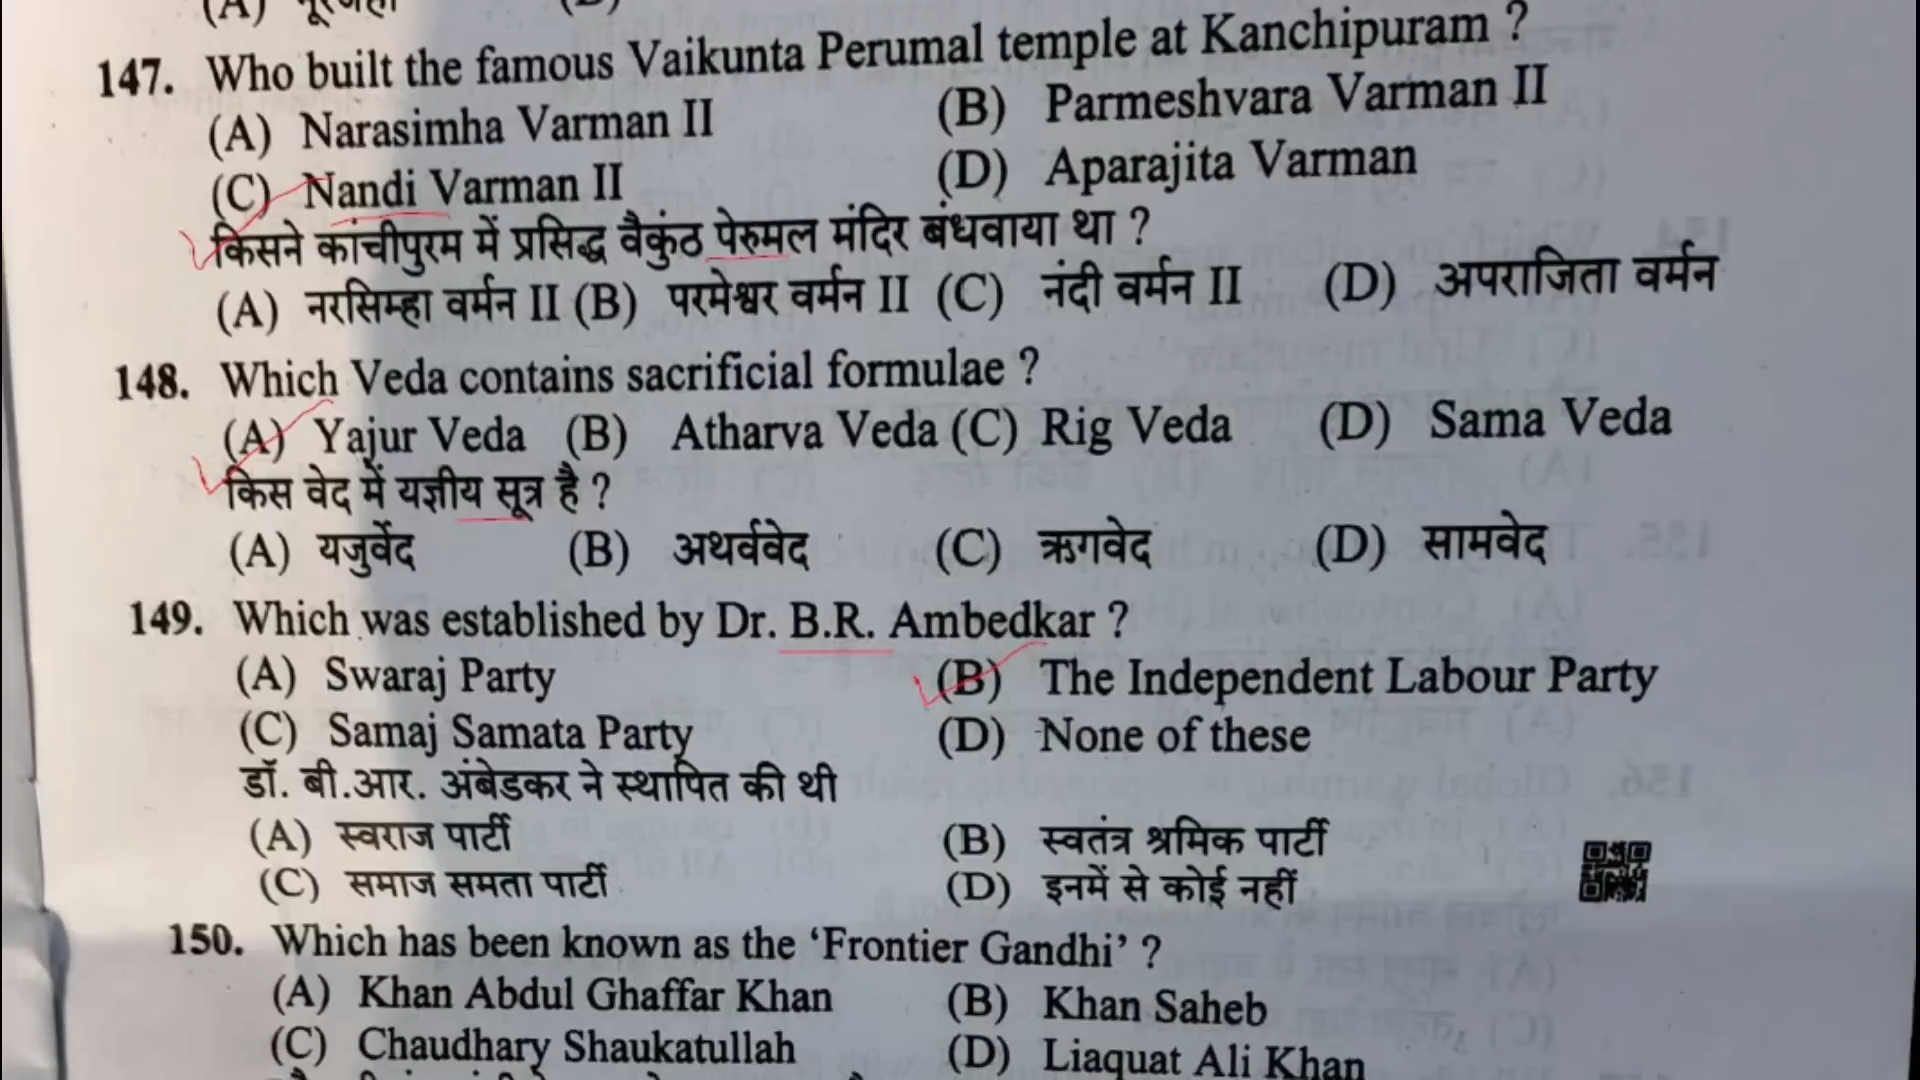 (A) नूरजहाँ
147. Who built the famous Vaikunta Perumal temple at Kanchipuram ?
(A) Narasimha Varman II (B) Parmeshvara Varman II
(C) Nandi Varman II (D) Aparajita Varman
किसने कांचीपुरम में प्रसिद्ध वैकुंठ पेरुमल मंदिर बंधवाया था ?
(A) नरसिम्हा वर्मन II (B) परमेश्वर वर्मन II (C) नंदी वर्मन II (D) अपराजिता वर्मन
148. Which Veda contains sacrificial formulae ?
(A) Yajur Veda (B) Atharva Veda (C) Rig Veda (D) Sama Veda
किस वेद में यज्ञीय सूत्र है ?
(A) यजुर्वेद (B) अथर्ववेद (C) ऋगवेद (D) सामवेद
149. Which was established by Dr. B.R. Ambedkar ?
(A) Swaraj Party (B) The Independent Labour Party
(C) Samaj Samata Party (D) None of these
डॉ. बी.आर. अंबेडकर ने स्थापित की थी
(A) स्वराज पार्टी (B) स्वतंत्र श्रमिक पार्टी
(C) समाज समता पार्टी (D) इनमें से कोई नहीं
150. Which has been known as the ‘Frontier Gandhi’ ?
(A) Khan Abdul Ghaffar Khan (B) Khan Saheb
(C) Chaudhary Shaukatullah (D) Liaquat Ali Khan